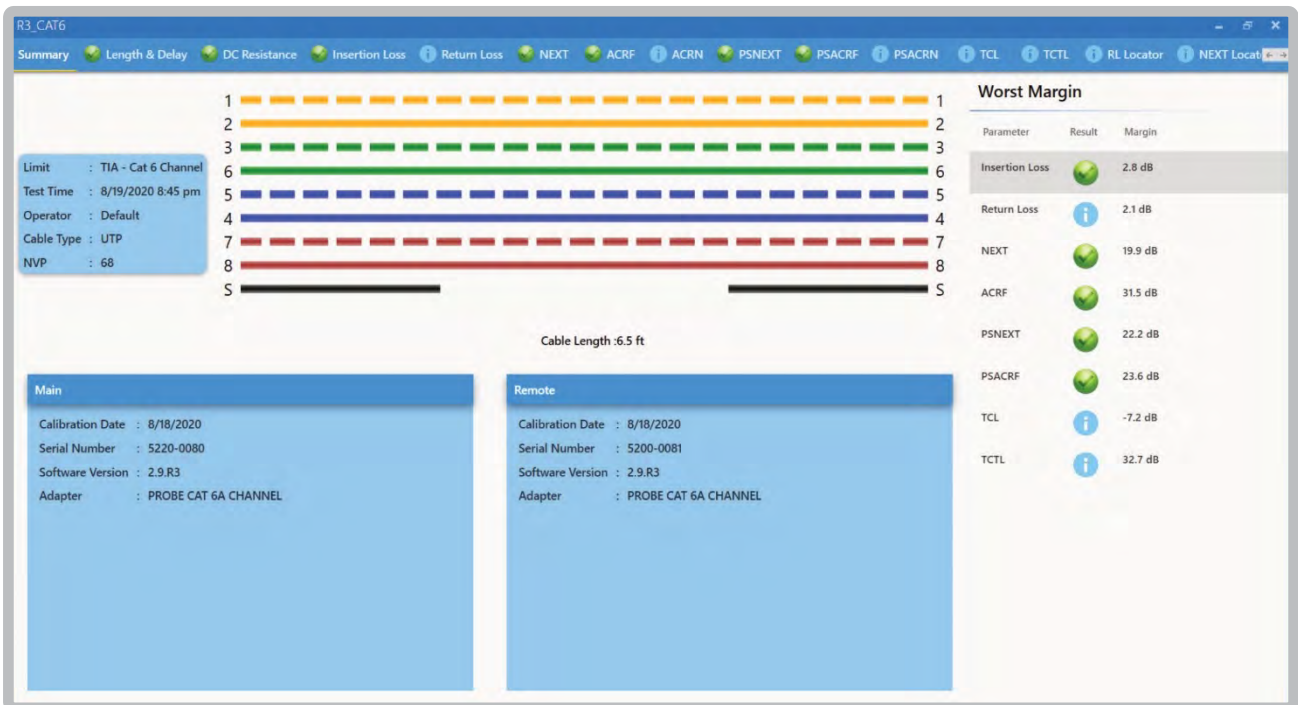 R3_CAT6
Summary Length & Delay DC Resistance Insertion Loss Return Loss NEXT ACRF ACRN PSNEXT PSACRF PSACRN TCL TCTL RL Locator NEXT Locat
1 1
2 2
3 3
6 6
5 5
4 4
7 7
8 8
S S
Limit : TIA - Cat 6 Channel
Test Time : 8/19/2020 8:45 pm
Operator : Default
Cable Type : UTP
NVP : 68
Cable Length :6.5 ft
Main
Calibration Date : 8/18/2020
Serial Number : 5220-0080
Software Version : 2.9.R3
Adapter : PROBE CAT 6A CHANNEL
Remote
Calibration Date : 8/18/2020
Serial Number : 5200-0081
Software Version : 2.9.R3
Adapter : PROBE CAT 6A CHANNEL
Worst Margin
Parameter Result Margin
Insertion Loss 2.8 dB
Return Loss i 2.1 dB
NEXT 19.9 dB
ACRF 31.5 dB
PSNEXT 22.2 dB
PSACRF 23.6 dB
TCL i -7.2 dB
TCTL i 32.7 dB